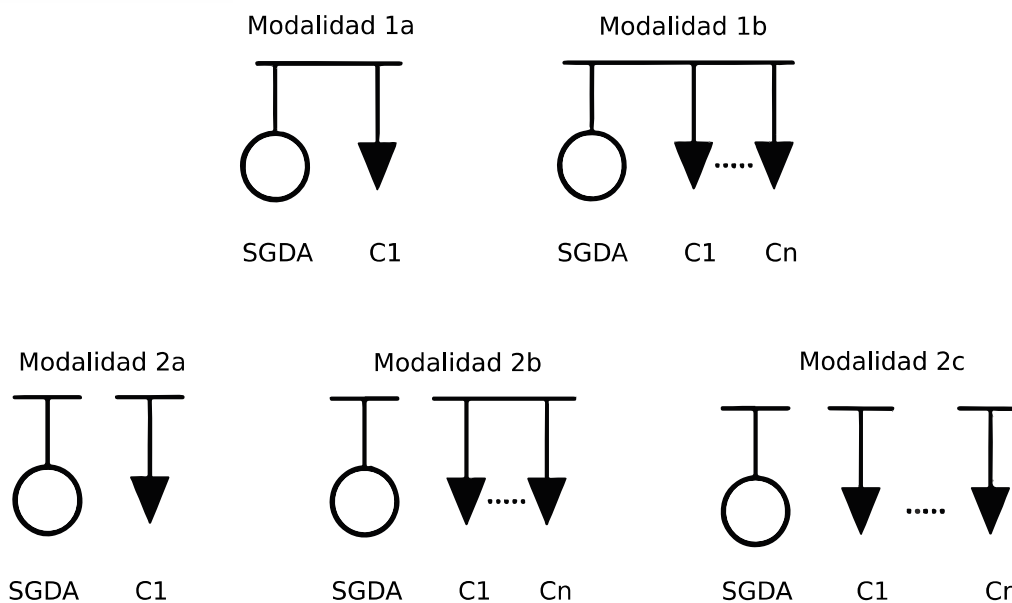 Modalidad 1a
Modalidad 1b
SGDA C1
SGDA C1 Cn
Modalidad 2a
Modalidad 2b
Modalidad 2c
SGDA C1
SGDA C1 Cn
SGDA C1 Cn